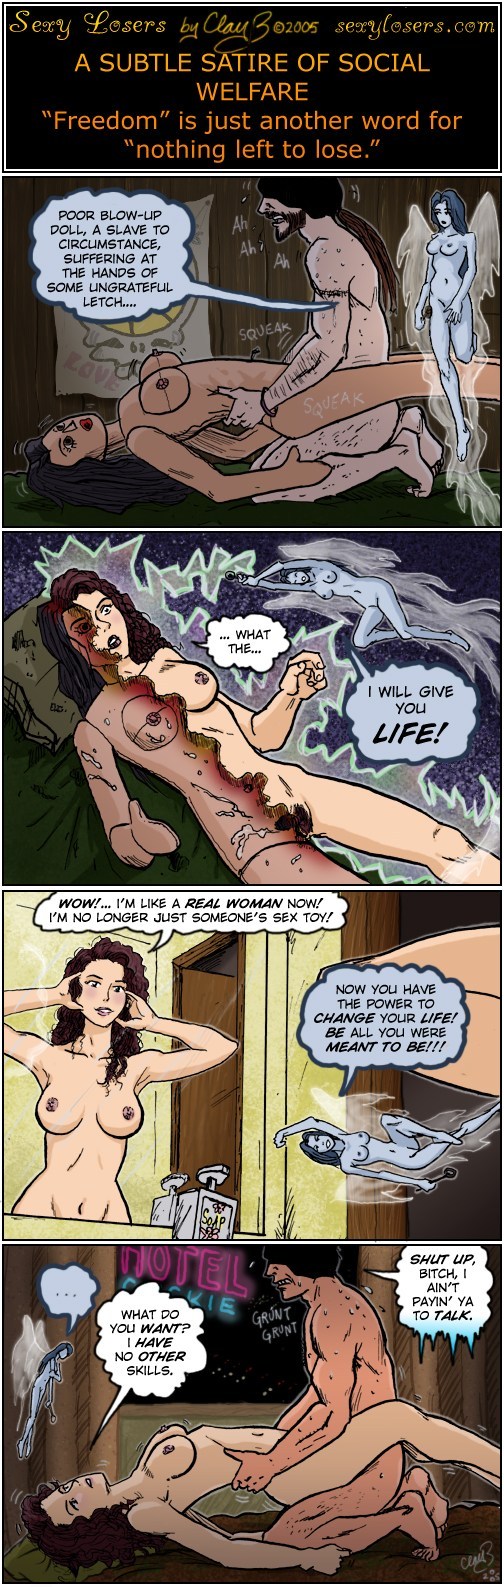 Sexy Losers by Clay B ©2005 sexylosers.com
A SUBTLE SATIRE OF SOCIAL
WELFARE
“Freedom” is just another word for
“nothing left to lose.”
POOR BLOW-UP
DOLL, A SLAVE TO
CIRCUMSTANCE,
SUFFERING AT
THE HANDS OF
SOME UNGRATEFUL
LETCH....
Ah
Ah
Ah
SQUEAK
SQUEAK
LOVE
... WHAT
THE...
I WILL GIVE
YOU
LIFE!
WOW!... I'M LIKE A REAL WOMAN NOW!
I'M NO LONGER JUST SOMEONE'S SEX TOY!
NOW YOU HAVE
THE POWER TO
CHANGE YOUR LIFE!
BE ALL YOU WERE
MEANT TO BE!!!
SOAP
HOTEL
...
WHAT DO
YOU WANT?
I HAVE
NO OTHER
SKILLS.
GRUNT
GRUNT
SHUT UP,
BITCH, I
AIN'T
PAYIN' YA
TO TALK.